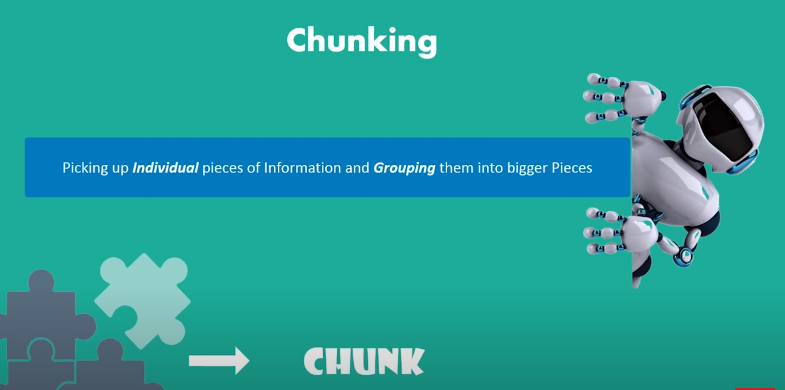 Chunking
Picking up Individual pieces of Information and Grouping them into bigger Pieces
CHUNK